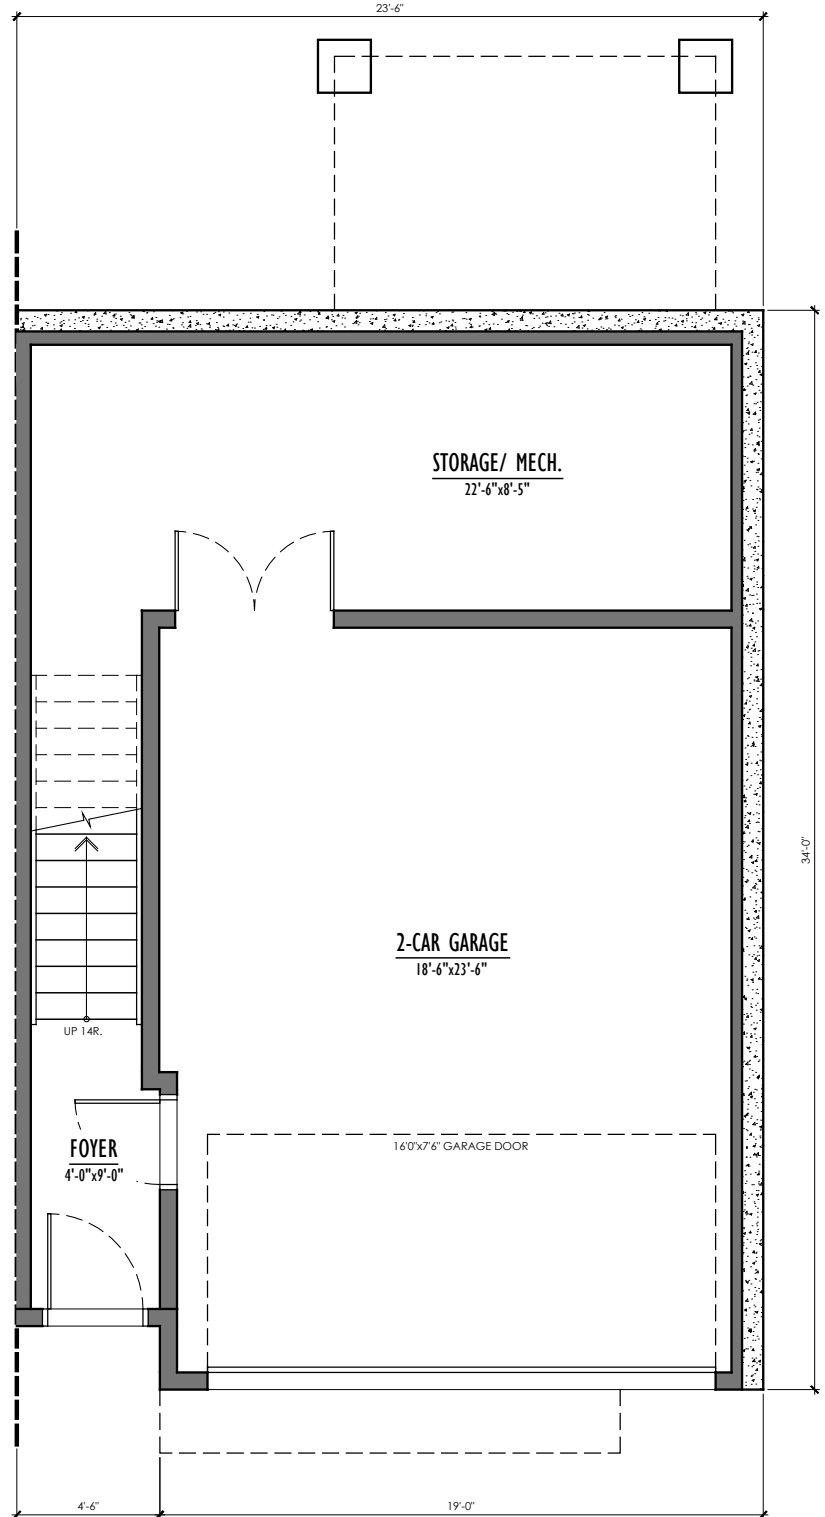 23'-6"
STORAGE/ MECH.
22'-6"x8'-5"
34'-0"
2-CAR GARAGE
18'-6"x23'-6"
UP 14R.
16'0"x7'6" GARAGE DOOR
FOYER
4'-0"x9'-0"
4'-6"
19'-0"